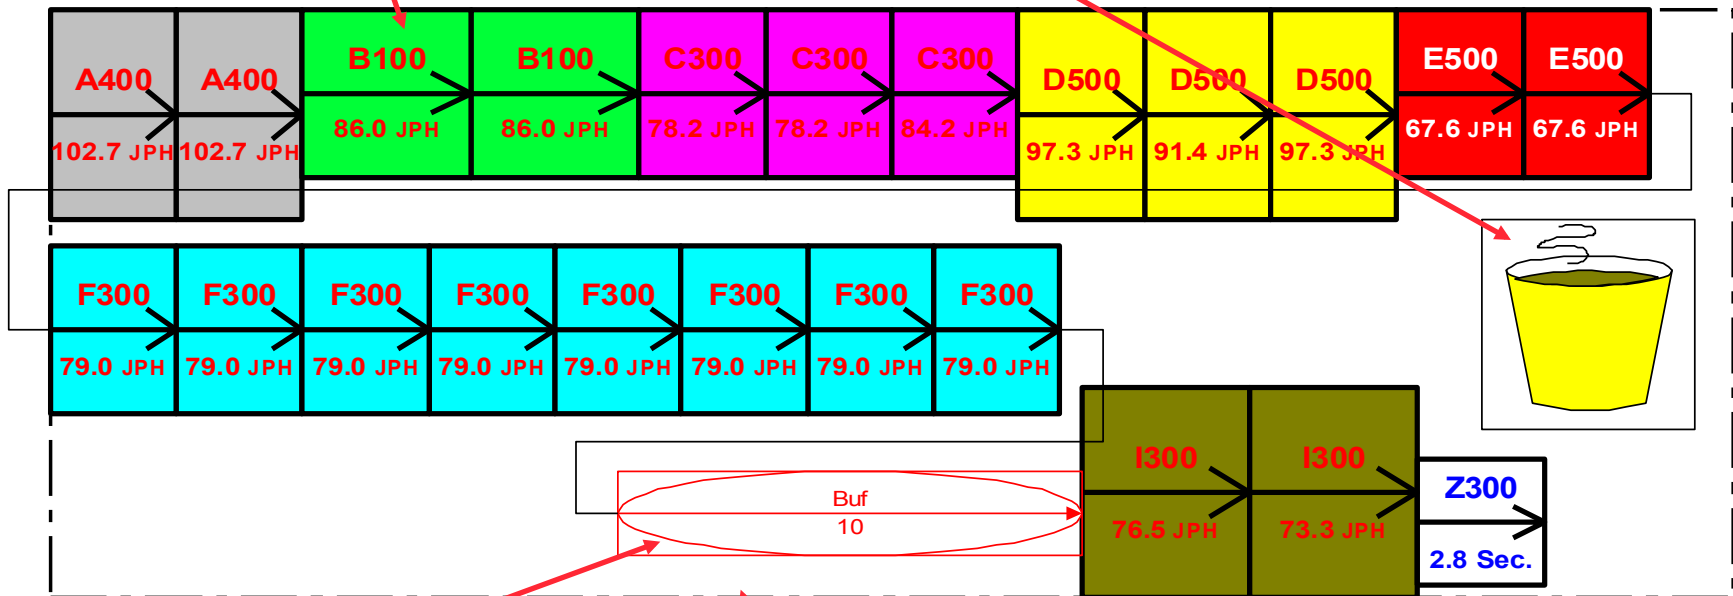 A400 A400 B100 B100 C300 C300 C300 D500 D500 D500 E500 E500
102.7 JPH 102.7 JPH 86.0 JPH 86.0 JPH 78.2 JPH 78.2 JPH 84.2 JPH 97.3 JPH 91.4 JPH 97.3 JPH 67.6 JPH 67.6 JPH
F300 F300 F300 F300 F300 F300 F300 F300
79.0 JPH 79.0 JPH 79.0 JPH 79.0 JPH 79.0 JPH 79.0 JPH 79.0 JPH 79.0 JPH
Buf
10
I300 I300 Z300
76.5 JPH 73.3 JPH 2.8 Sec.